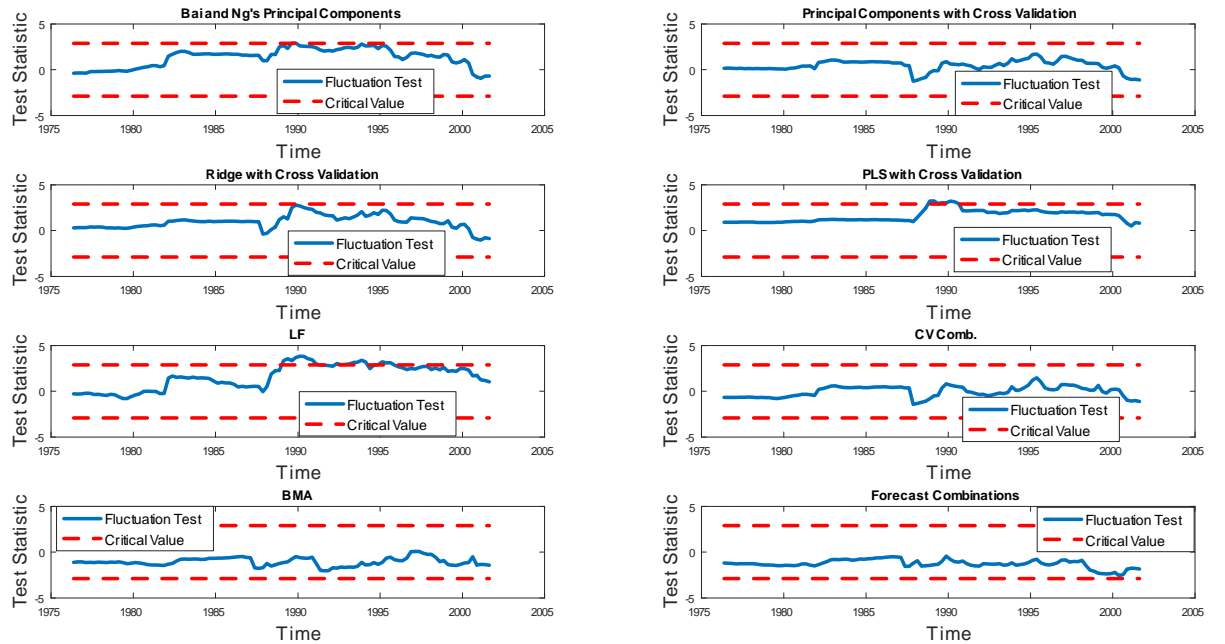 Bai and Ng's Principal Components
5
0
-5
Test Statistic
Fluctuation Test
Critical Value
1975 1980 1985 1990 1995 2000 2005
Time
Principal Components with Cross Validation
5
0
-5
Test Statistic
Fluctuation Test
Critical Value
1975 1980 1985 1990 1995 2000 2005
Time
Ridge with Cross Validation
5
0
-5
Test Statistic
Fluctuation Test
Critical Value
1975 1980 1985 1990 1995 2000 2005
Time
PLS with Cross Validation
5
0
-5
Test Statistic
Fluctuation Test
Critical Value
1975 1980 1985 1990 1995 2000 2005
Time
LF
5
0
-5
Test Statistic
Fluctuation Test
Critical Value
1975 1980 1985 1990 1995 2000 2005
Time
CV Comb.
5
0
-5
Test Statistic
Fluctuation Test
Critical Value
1975 1980 1985 1990 1995 2000 2005
Time
BMA
5
0
-5
Test Statistic
Fluctuation Test
Critical Value
1975 1980 1985 1990 1995 2000 2005
Time
Forecast Combinations
5
0
-5
Test Statistic
Fluctuation Test
Critical Value
1975 1980 1985 1990 1995 2000 2005
Time